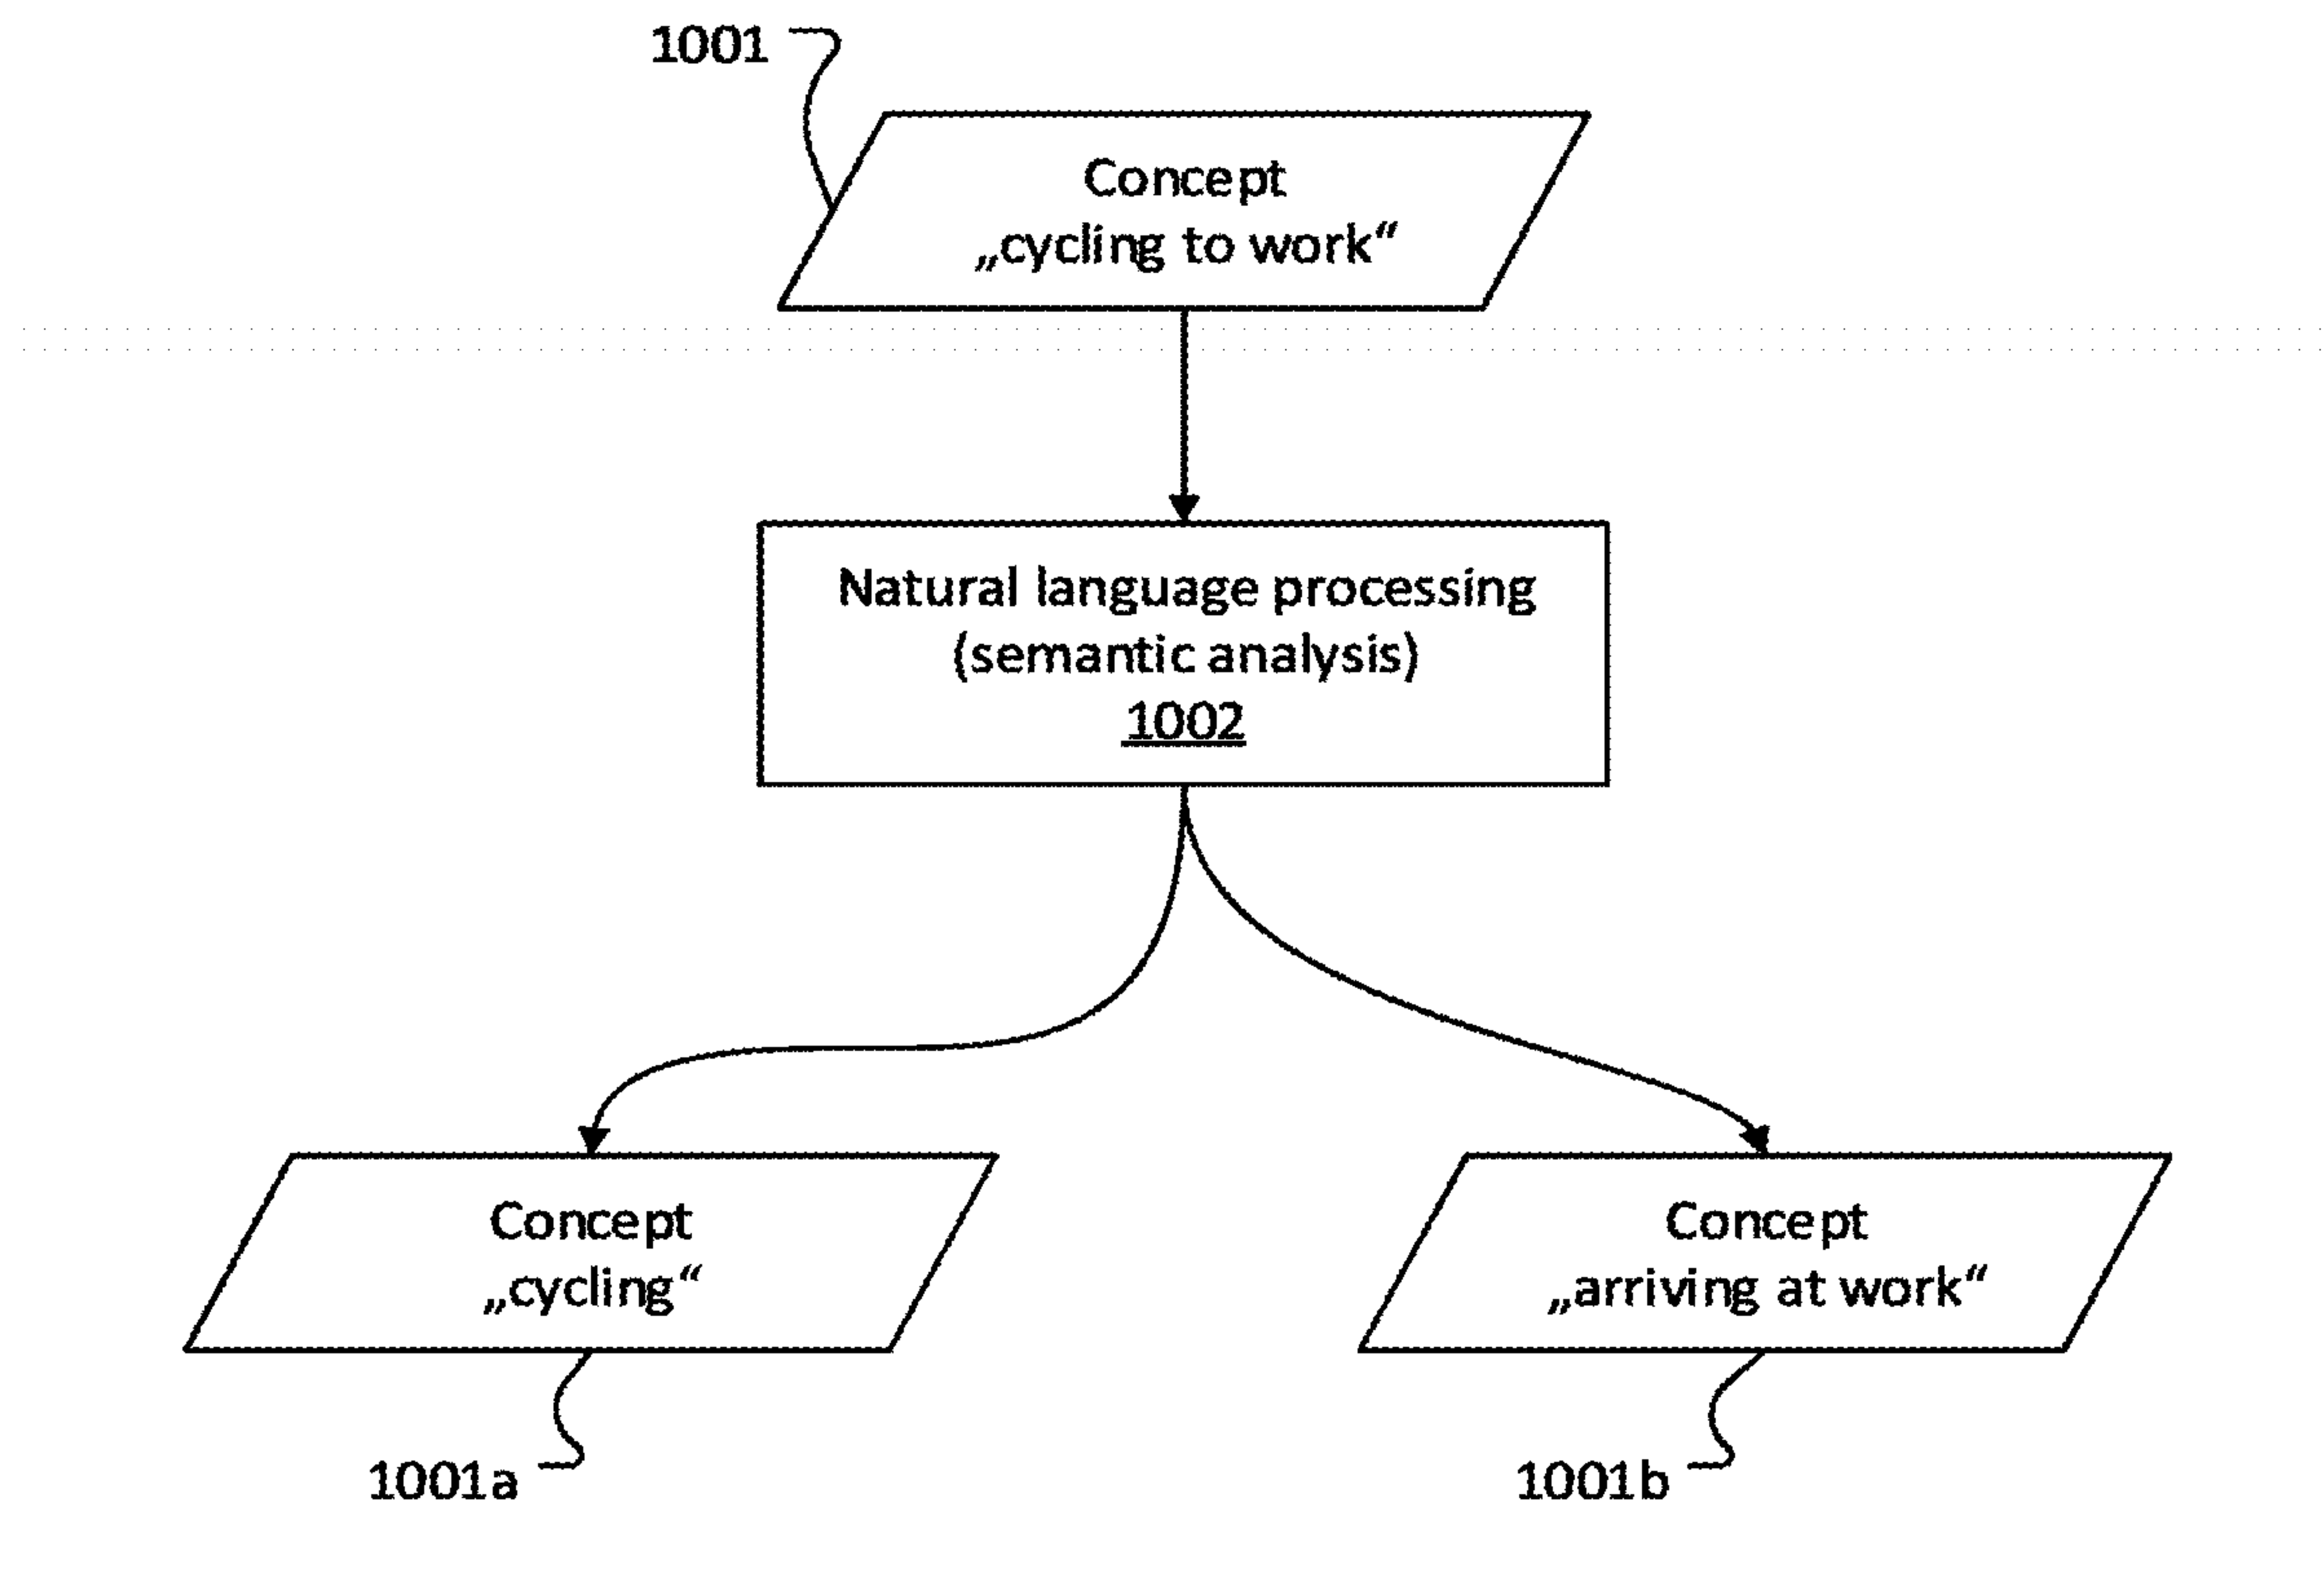 1001
Concept
„cycling to work“
Natural language processing
(semantic analysis)
1002
Concept
„cycling“
Concept
„arriving at work“
1001a
1001b